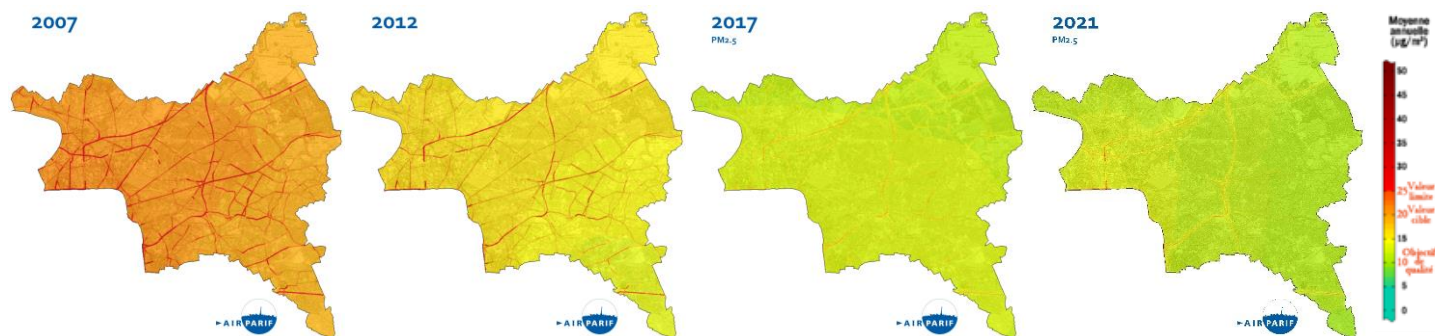 2007
2012
2017
PM2.5
2021
PM2.5
Moyenne
annuelle
(µg/m³)
50
45
40
35
30
25 Valeur
limite
20 Valeur
cible
15
Objectif
10 de
qualité
5
0
AIRPARIF
AIRPARIF
AIRPARIF
AIRPARIF